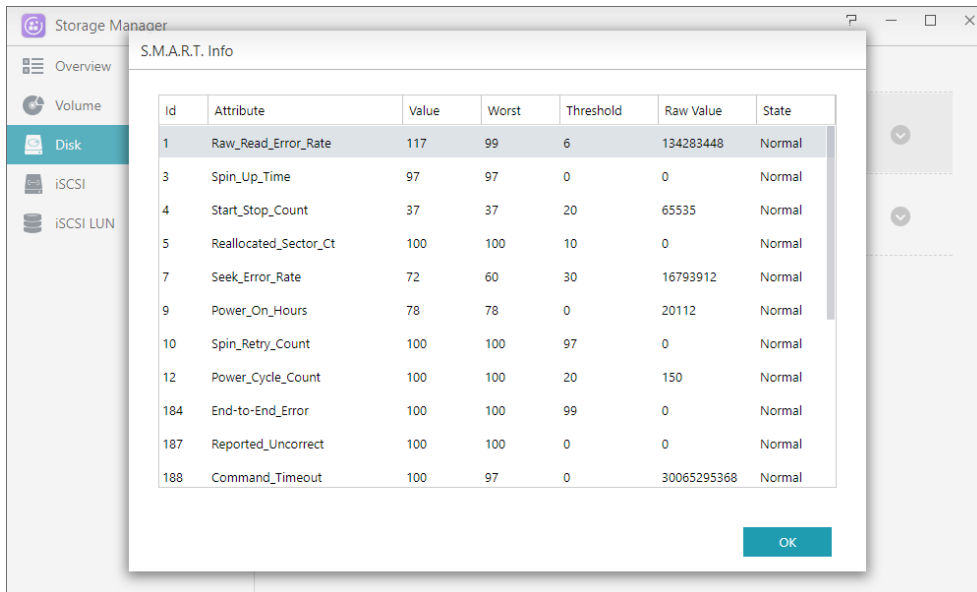 Storage Manager
Overview
Volume
Disk
iSCSI
iSCSI LUN
S.M.A.R.T. Info
Id Attribute Value Worst Threshold Raw Value State
1 Raw_Read_Error_Rate 117 99 6 134283448 Normal
3 Spin_Up_Time 97 97 0 0 Normal
4 Start_Stop_Count 37 37 20 65535 Normal
5 Reallocated_Sector_Ct 100 100 10 0 Normal
7 Seek_Error_Rate 72 60 30 16793912 Normal
9 Power_On_Hours 78 78 0 20112 Normal
10 Spin_Retry_Count 100 100 97 0 Normal
12 Power_Cycle_Count 100 100 20 150 Normal
184 End-to-End_Error 100 100 99 0 Normal
187 Reported_Uncorrect 100 100 0 0 Normal
188 Command_Timeout 100 97 0 30065295368 Normal
OK